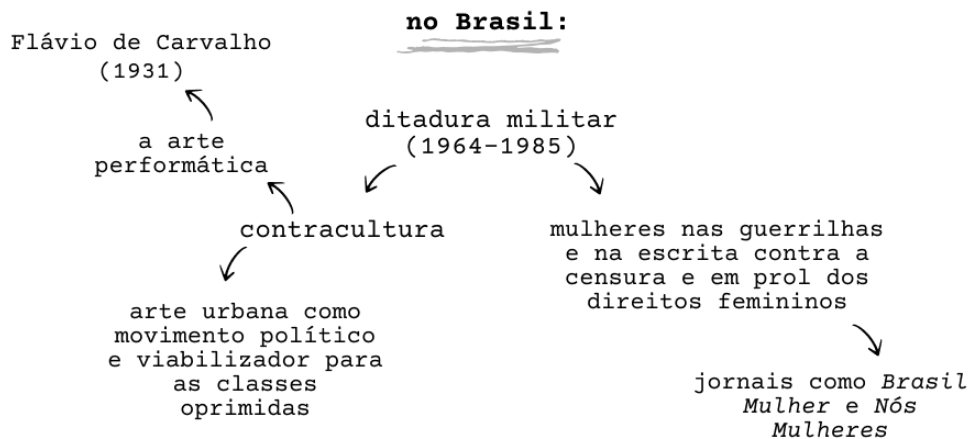 no Brasil:
Flávio de Carvalho
(1931)
a arte
performática
ditadura militar
(1964-1985)
contracultura
arte urbana como
movimento político
e viabilizador para
as classes
oprimidas
mulheres nas guerrilhas
e na escrita contra a
censura e em prol dos
direitos femininos
jornais como Brasil
Mulher e Nós
Mulheres